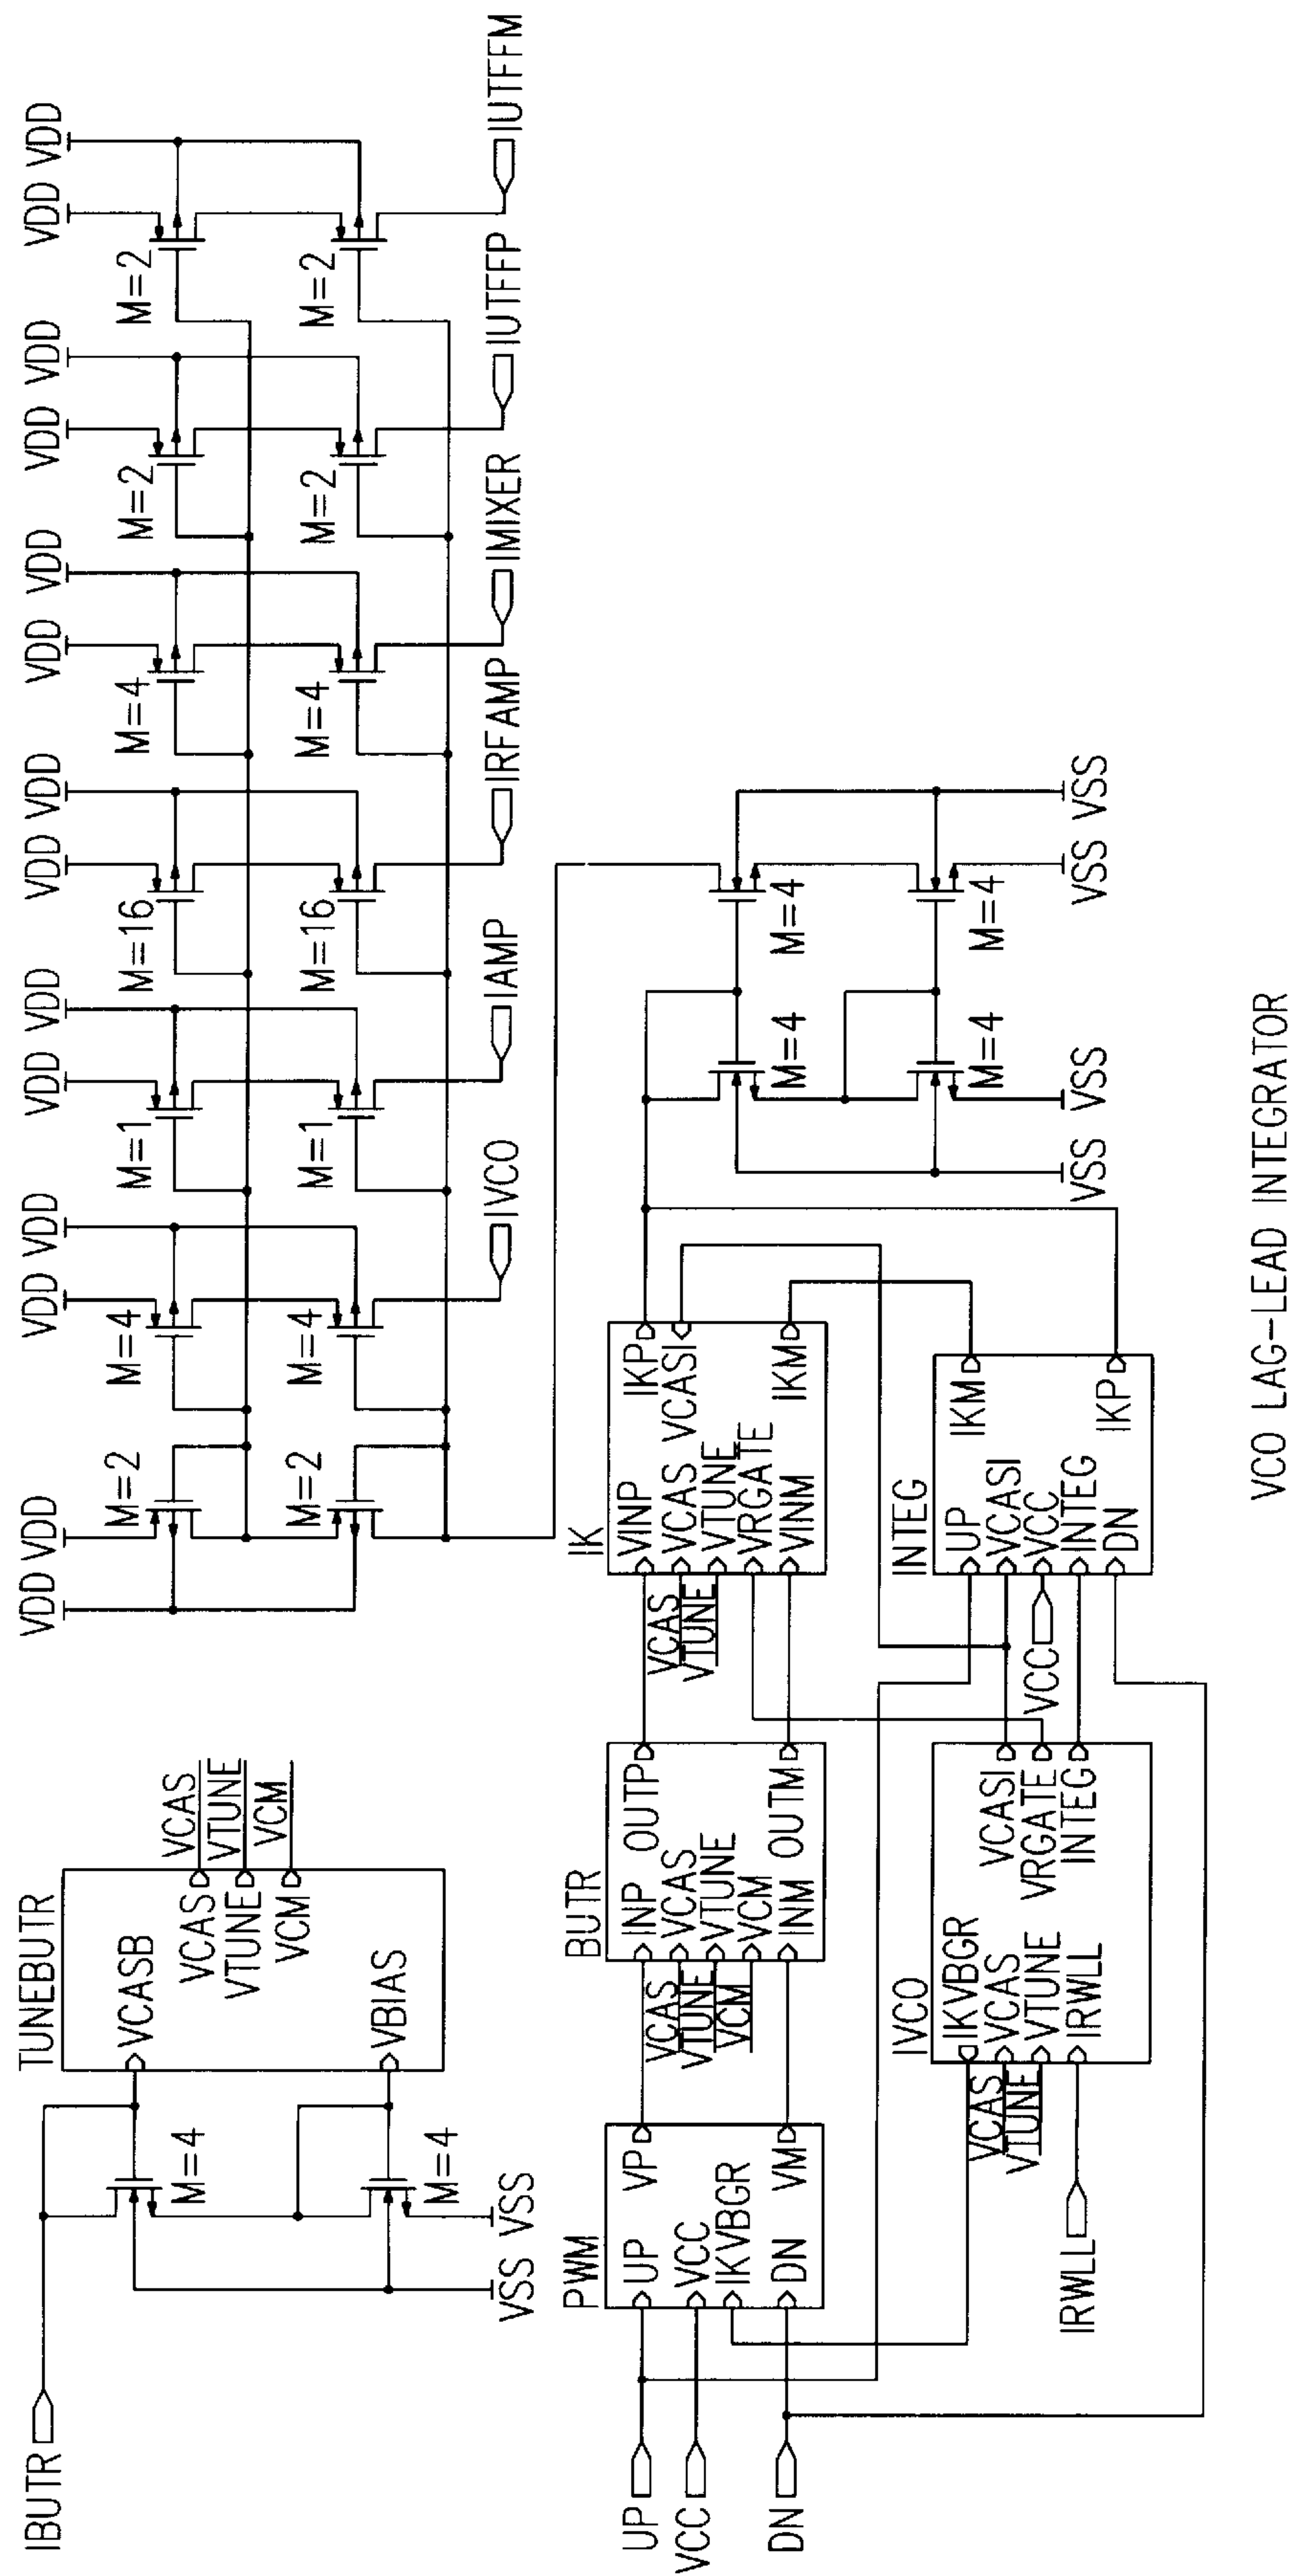 IBUTR
TUNEBUTR
VCASB
VCAS
VTUNE
VCM
VBIAS
VCAS
VTUNE
VCM
M=4
M=4
VSS VSS
VDD VDD
M=2
M=2
VDD VDD
M=4
M=4
IVCO
VDD VDD
M=1
M=1
IAMP
VDD VDD
M=16
M=16
IRFAMP
VDD VDD
M=4
M=4
IMIXER
VDD VDD
M=2
M=2
IUTFFP
VDD VDD
M=2
M=2
IUTFFM
UP
VCC
DN
PWM
UP
VCC
IKVBGR
DN
VP
VM
VCAS
VTUNE
VCM
BUTR
INP
VCAS
VTUNE
VCM
INM
OUTP
OUTM
VCAS
VTUNE
IK
VINP
VCAS
VTUNE
VRGATE
VINM
IKP
VCASI
IKM
IRWLL
VCAS
VTUNE
IVCO
IKVBGR
VCAS
VTUNE
IRWLL
VCASI
VRGATE
INTEG
VCC
INTEG
UP
VCASI
VCC
INTEG
DN
IKM
IKP
M=4
M=4
M=4
M=4
VSS
VSS
VSS
VSS
VCO LAG-LEAD INTEGRATOR